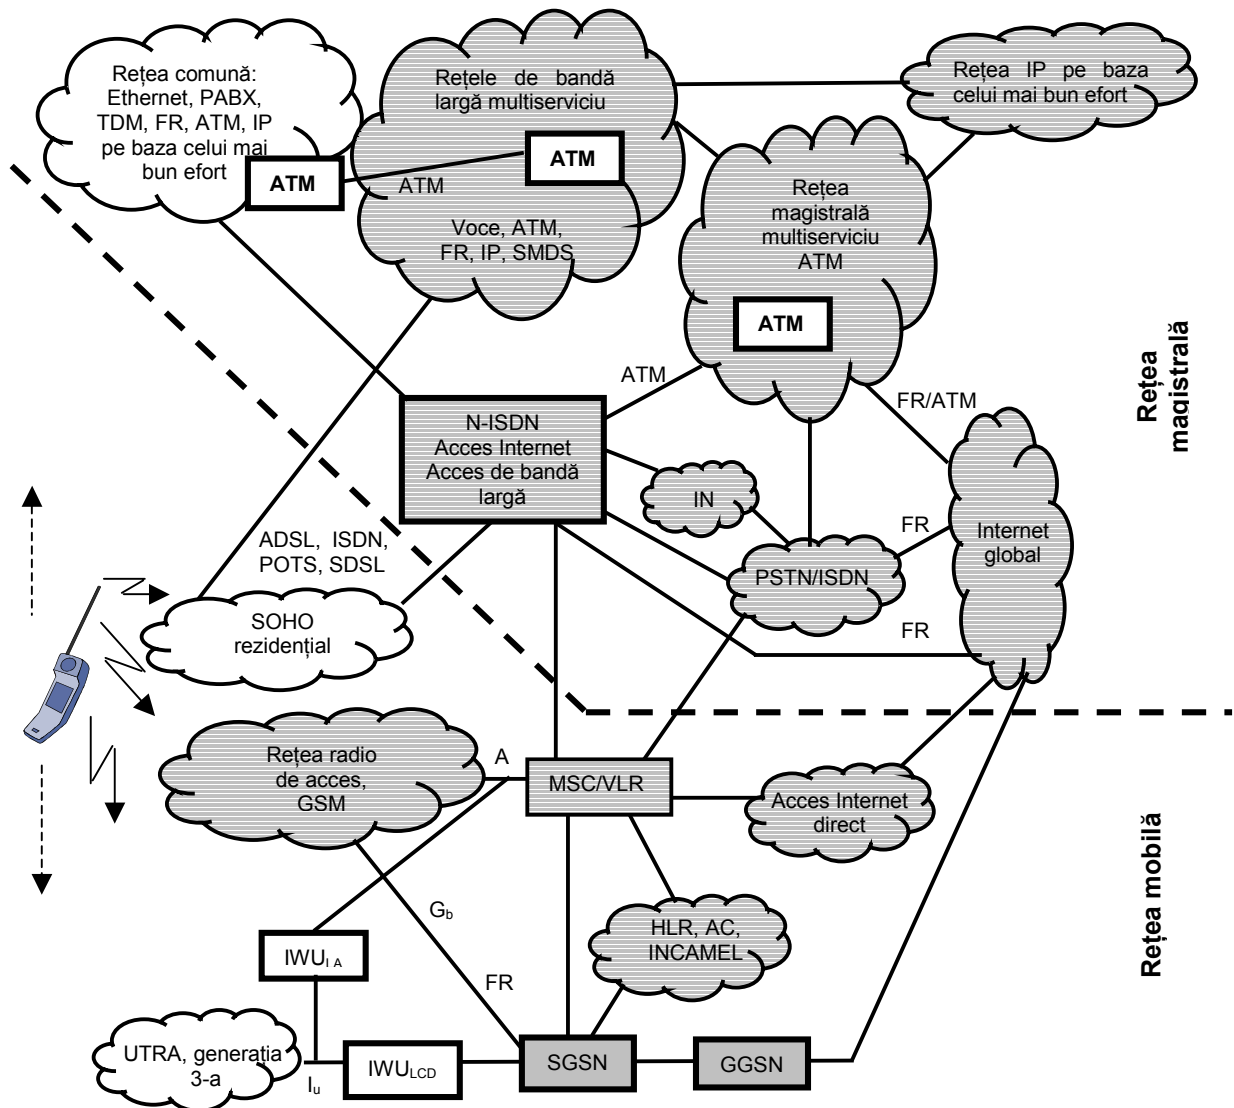 Rețea comună:
Ethernet, PABX,
TDM, FR, ATM, IP
pe baza celui mai
bun efort
ATM
Rețele de bandă
largă multiserviciu
ATM
ATM
Voce, ATM,
FR, IP, SMDS
Rețea IP pe baza
celui mai bun efort
Rețea
magistrală
multiserviciu
ATM
ATM
Rețea
magistrală
ATM
FR/ATM
N-ISDN
Acces Internet
Acces de bandă
largă
IN
FR
Internet
global
PSTN/ISDN
FR
ADSL, ISDN,
POTS, SDSL
SOHO
rezidențial
Rețea radio
de acces,
GSM
A
MSC/VLR
Acces Internet
direct
Rețea mobilă
Gb
HLR, AC,
INCAMEL
IWUI A
FR
UTRA, generația
3-a
Iu
IWULCD
SGSN
GGSN